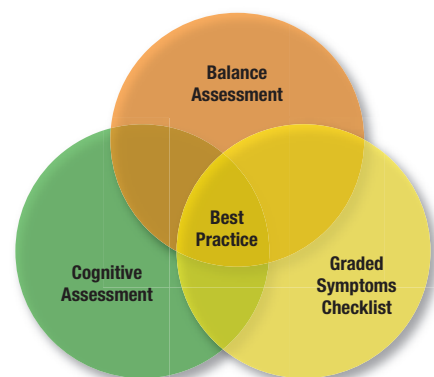 Balance
Assessment
Best
Practice
Cognitive
Assessment
Graded
Symptoms
Checklist